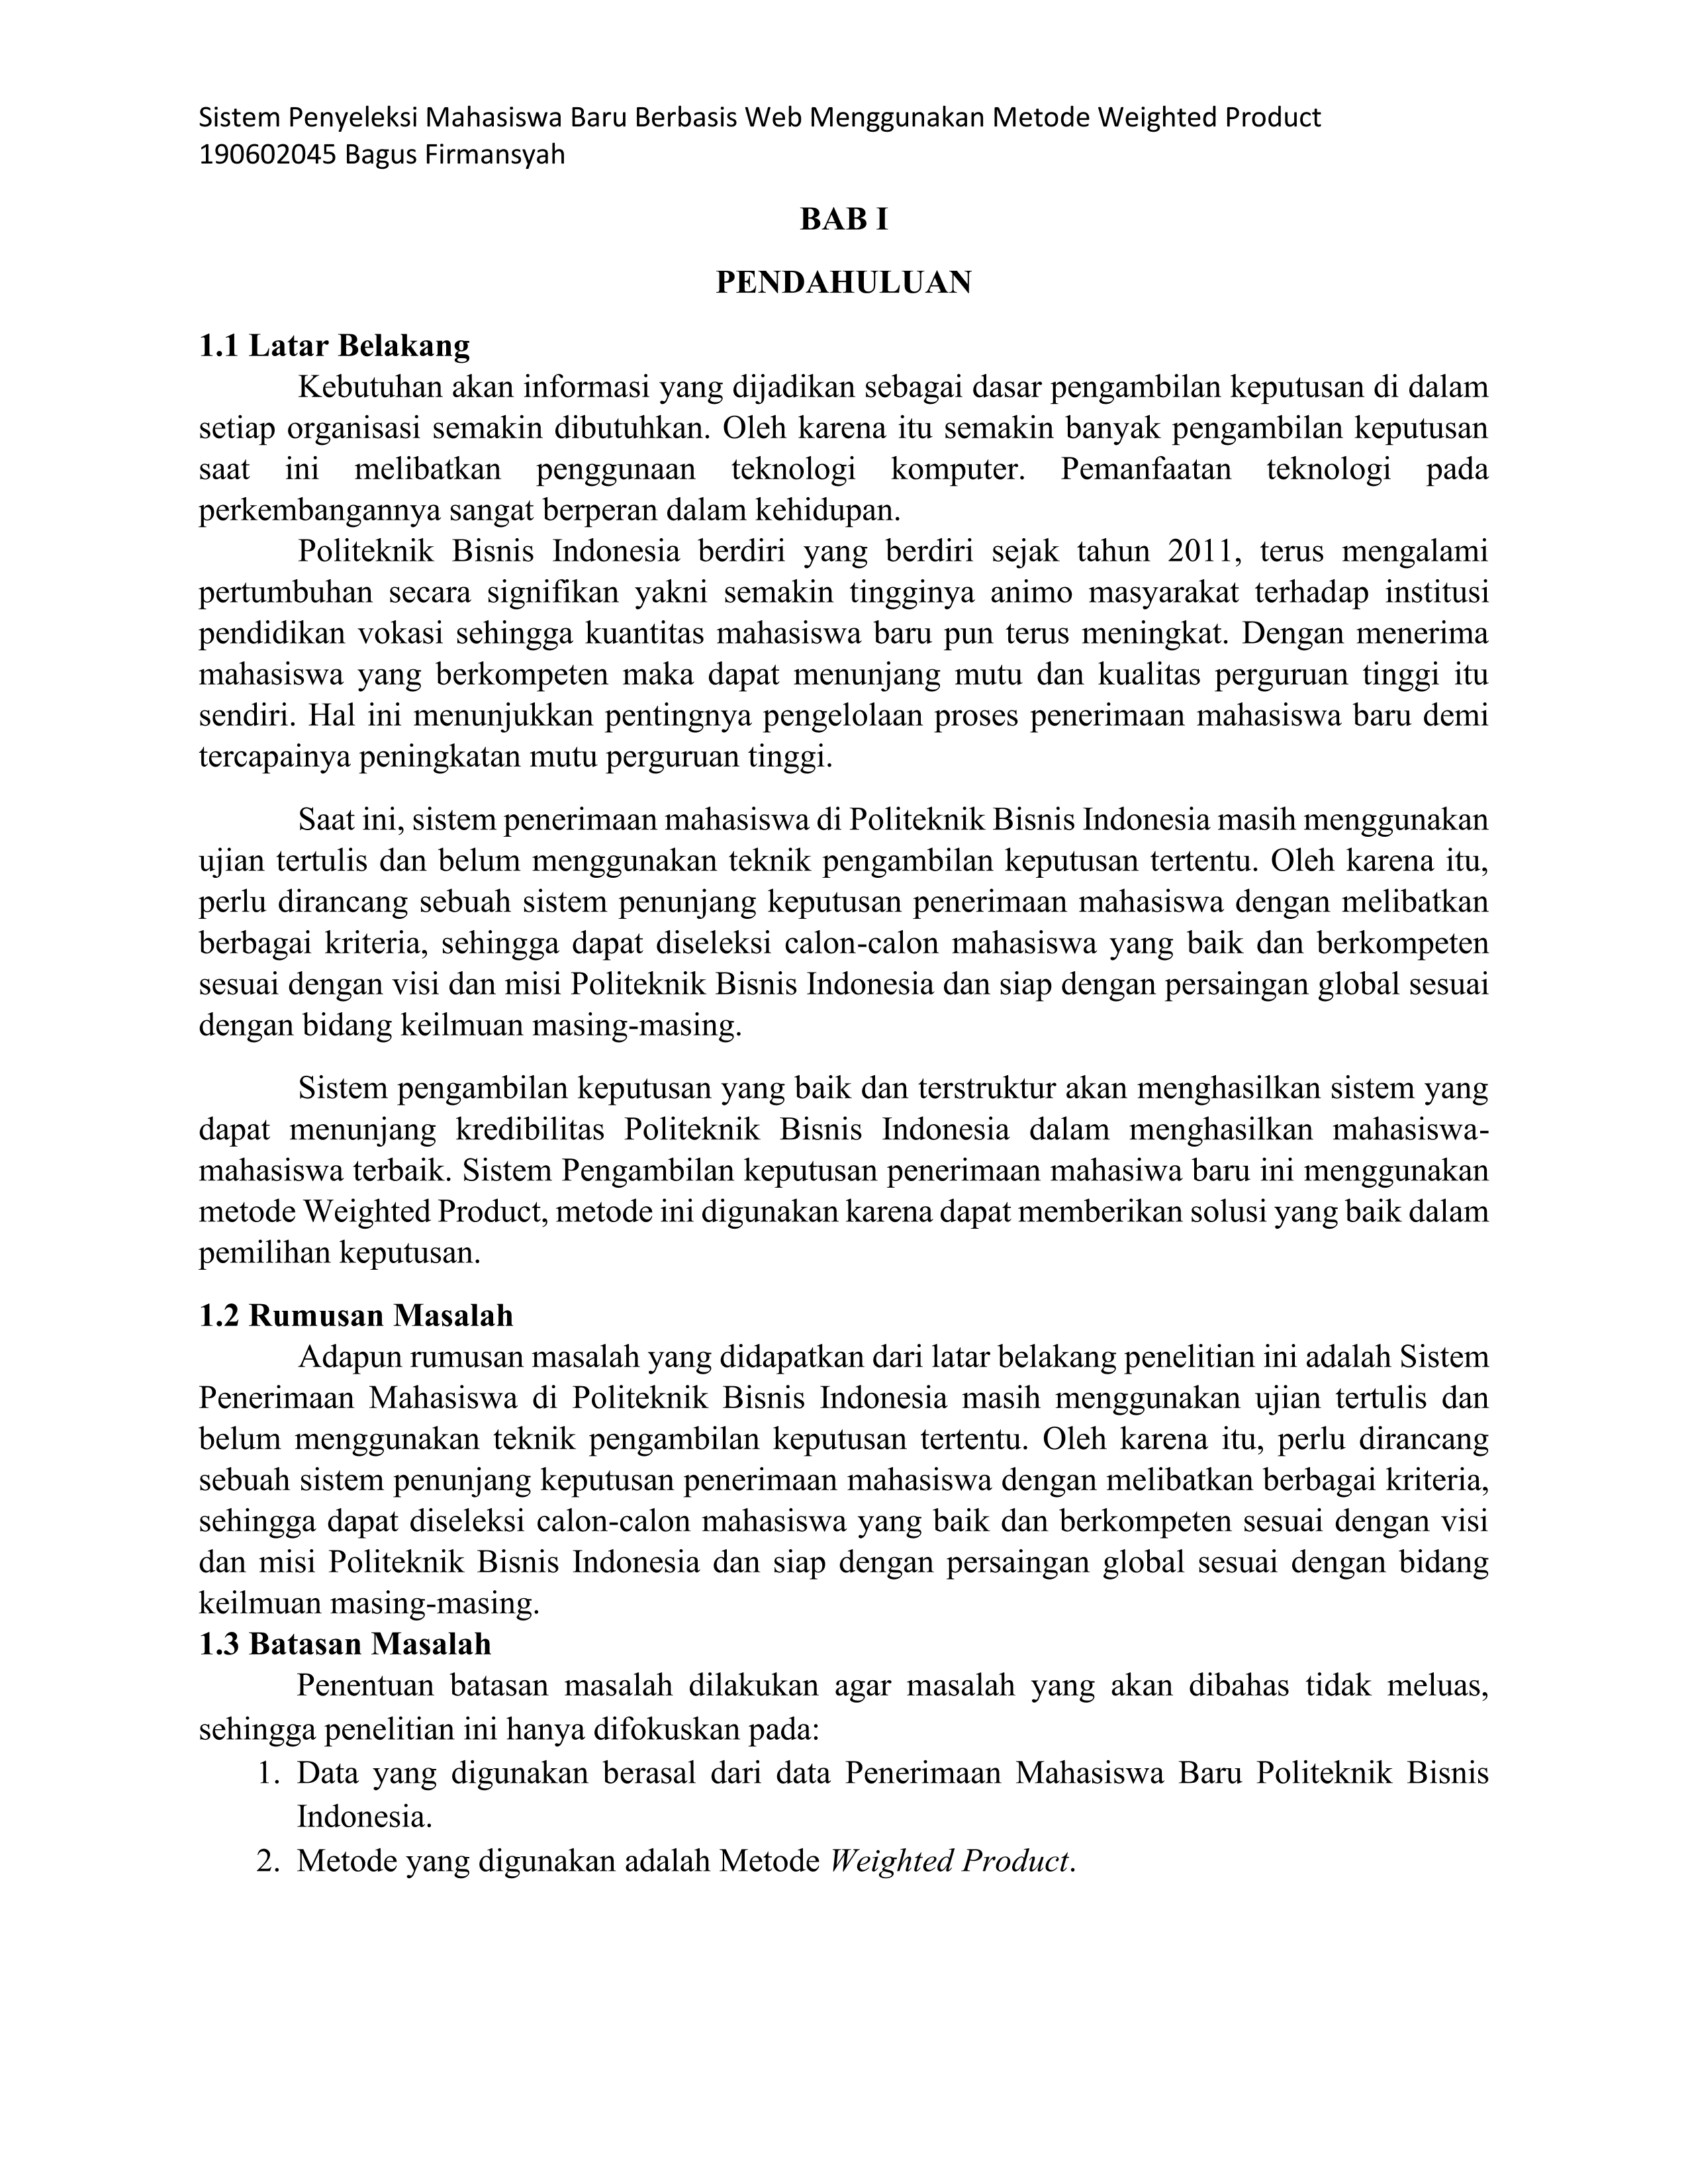 Sistem Penyeleksi Mahasiswa Baru Berbasis Web Menggunakan Metode Weighted Product
190602045 Bagus Firmansyah
BAB I
PENDAHULUAN
1.1 Latar Belakang
Kebutuhan akan informasi yang dijadikan sebagai dasar pengambilan keputusan di dalam
setiap organisasi semakin dibutuhkan. Oleh karena itu semakin banyak pengambilan keputusan
saat ini melibatkan penggunaan teknologi komputer. Pemanfaatan teknologi pada
perkembangannya sangat berperan dalam kehidupan.
Politeknik Bisnis Indonesia berdiri yang berdiri sejak tahun 2011, terus mengalami
pertumbuhan secara signifikan yakni semakin tingginya animo masyarakat terhadap institusi
pendidikan vokasi sehingga kuantitas mahasiswa baru pun terus meningkat. Dengan menerima
mahasiswa yang berkompeten maka dapat menunjang mutu dan kualitas perguruan tinggi itu
sendiri. Hal ini menunjukkan pentingnya pengelolaan proses penerimaan mahasiswa baru demi
tercapainya peningkatan mutu perguruan tinggi.
Saat ini, sistem penerimaan mahasiswa di Politeknik Bisnis Indonesia masih menggunakan
ujian tertulis dan belum menggunakan teknik pengambilan keputusan tertentu. Oleh karena itu,
perlu dirancang sebuah sistem penunjang keputusan penerimaan mahasiswa dengan melibatkan
berbagai kriteria, sehingga dapat diseleksi calon-calon mahasiswa yang baik dan berkompeten
sesuai dengan visi dan misi Politeknik Bisnis Indonesia dan siap dengan persaingan global sesuai
dengan bidang keilmuan masing-masing.
Sistem pengambilan keputusan yang baik dan terstruktur akan menghasilkan sistem yang
dapat menunjang kredibilitas Politeknik Bisnis Indonesia dalam menghasilkan mahasiswa-
mahasiswa terbaik. Sistem Pengambilan keputusan penerimaan mahasiwa baru ini menggunakan
metode Weighted Product, metode ini digunakan karena dapat memberikan solusi yang baik dalam
pemilihan keputusan.
1.2 Rumusan Masalah
Adapun rumusan masalah yang didapatkan dari latar belakang penelitian ini adalah Sistem
Penerimaan Mahasiswa di Politeknik Bisnis Indonesia masih menggunakan ujian tertulis dan
belum menggunakan teknik pengambilan keputusan tertentu. Oleh karena itu, perlu dirancang
sebuah sistem penunjang keputusan penerimaan mahasiswa dengan melibatkan berbagai kriteria,
sehingga dapat diseleksi calon-calon mahasiswa yang baik dan berkompeten sesuai dengan visi
dan misi Politeknik Bisnis Indonesia dan siap dengan persaingan global sesuai dengan bidang
keilmuan masing-masing.
1.3 Batasan Masalah
Penentuan batasan masalah dilakukan agar masalah yang akan dibahas tidak meluas,
sehingga penelitian ini hanya difokuskan pada:
1. Data yang digunakan berasal dari data Penerimaan Mahasiswa Baru Politeknik Bisnis
Indonesia.
2. Metode yang digunakan adalah Metode Weighted Product.